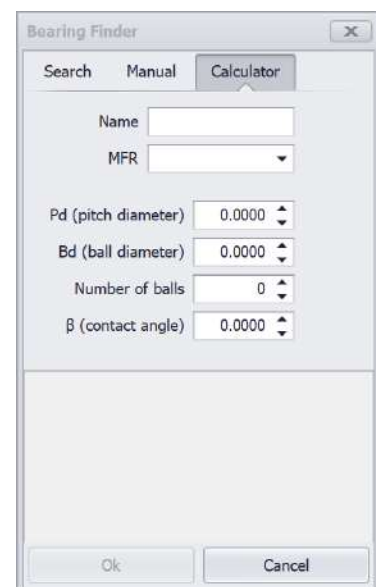 Bearing Finder
Search Manual Calculator
Name
MFR
Pd (pitch diameter) 0.0000
Bd (ball diameter) 0.0000
Number of balls 0
β (contact angle) 0.0000
Ok Cancel